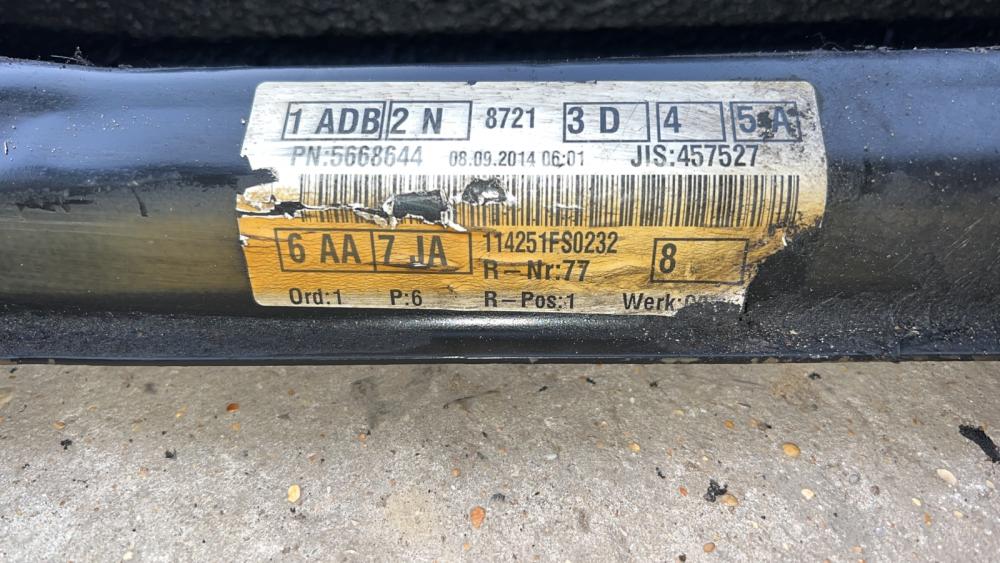 1 ADB 2 N 8721 3 D 4 5 A
PN:5668644 08.09.2014 06:01 JIS:457527
6 AA 7 JA 114251FS0232 8
R-Nr:77
Ord:1 P:6 R-Pos:1 Werk: